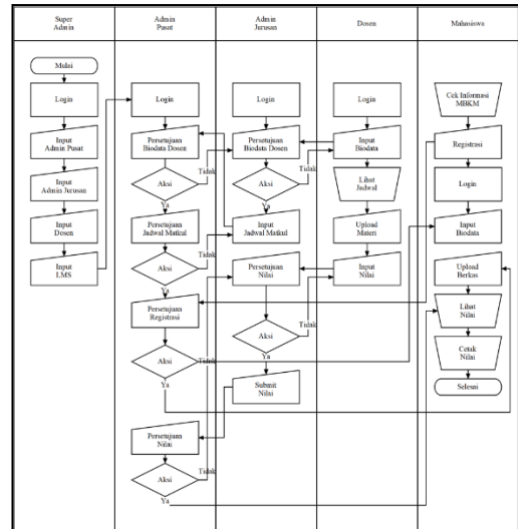 Super
Admin
Admin
Pusat
Admin
Jurusan
Dosen
Mahasiswa
Mulai
Login
Input
Admin Pusat
Input
Admin Jurusan
Input
Dosen
Input
LMS
Login
Persetujuan
Biodata Dosen
Aksi
Tidak
Ya
Persetujuan
Jadwal Matkul
Aksi
Tidak
Ya
Persetujuan
Registrasi
Aksi
Tidak
Ya
Persetujuan
Nilai
Aksi
Tidak
Ya
Login
Persetujuan
Biodata Dosen
Aksi
Tidak
Ya
Input
Jadwal Matkul
Persetujuan
Nilai
Aksi
Tidak
Ya
Submit
Nilai
Login
Input
Biodata
Lihat
Jadwal
Upload
Materi
Input
Nilai
Cek Informasi
MBKM
Registrasi
Login
Input
Biodata
Upload
Berkas
Lihat
Nilai
Cetak
Nilai
Selesai